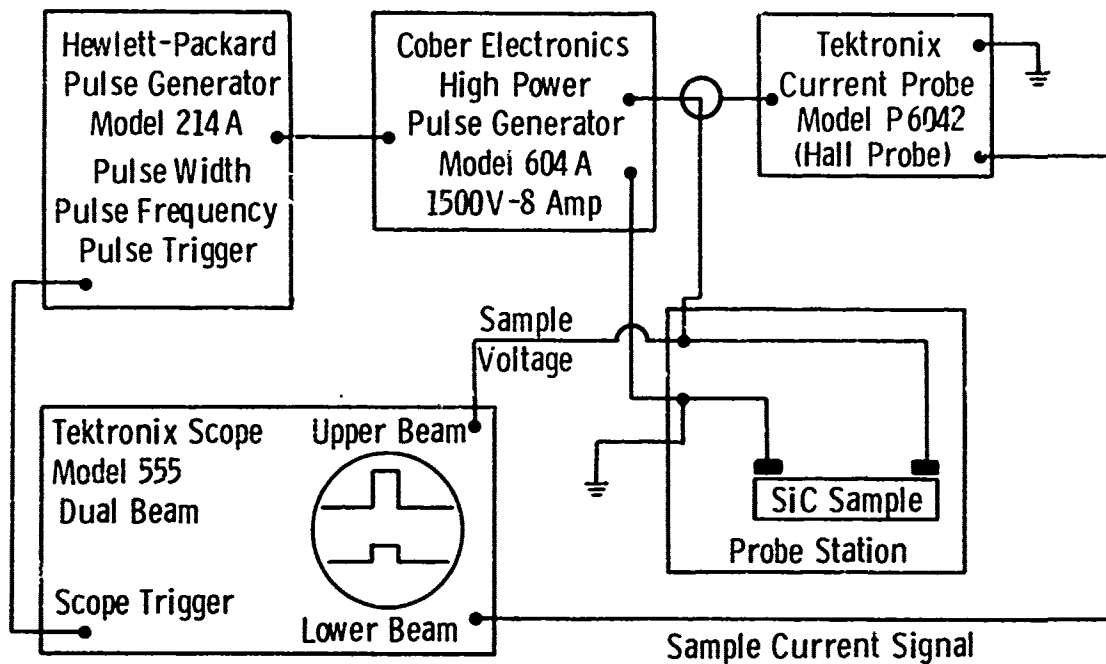 Hewlett-Packard
Pulse Generator
Model 214A
Pulse Width
Pulse Frequency
Pulse Trigger
Cober Electronics
High Power
Pulse Generator
Model 604A
1500V-8 Amp
Tektronix
Current Probe
Model P6042
(Hall Probe)
Sample
Voltage
Tektronix Scope
Model 555
Dual Beam
Upper Beam
Scope Trigger
Lower Beam
SiC Sample
Probe Station
Sample Current Signal